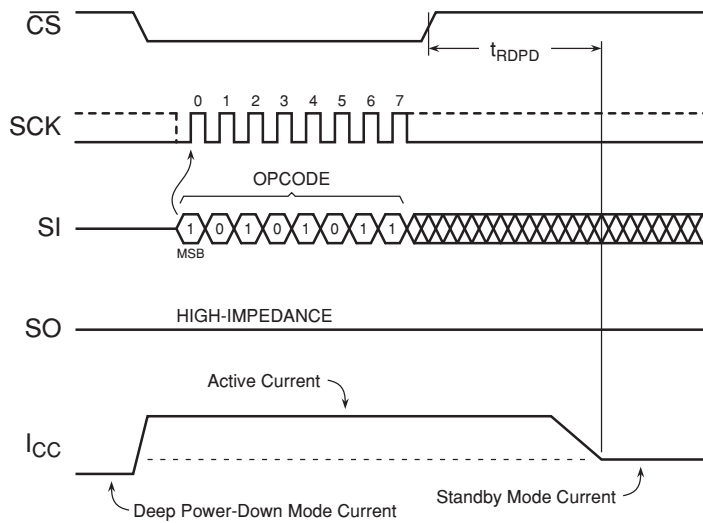 CS
tRDPD
0 1 2 3 4 5 6 7
SCK
OPCODE
SI
1 0 1 0 1 0 1 1
MSB
HIGH-IMPEDANCE
SO
Active Current
ICC
Standby Mode Current
Deep Power-Down Mode Current